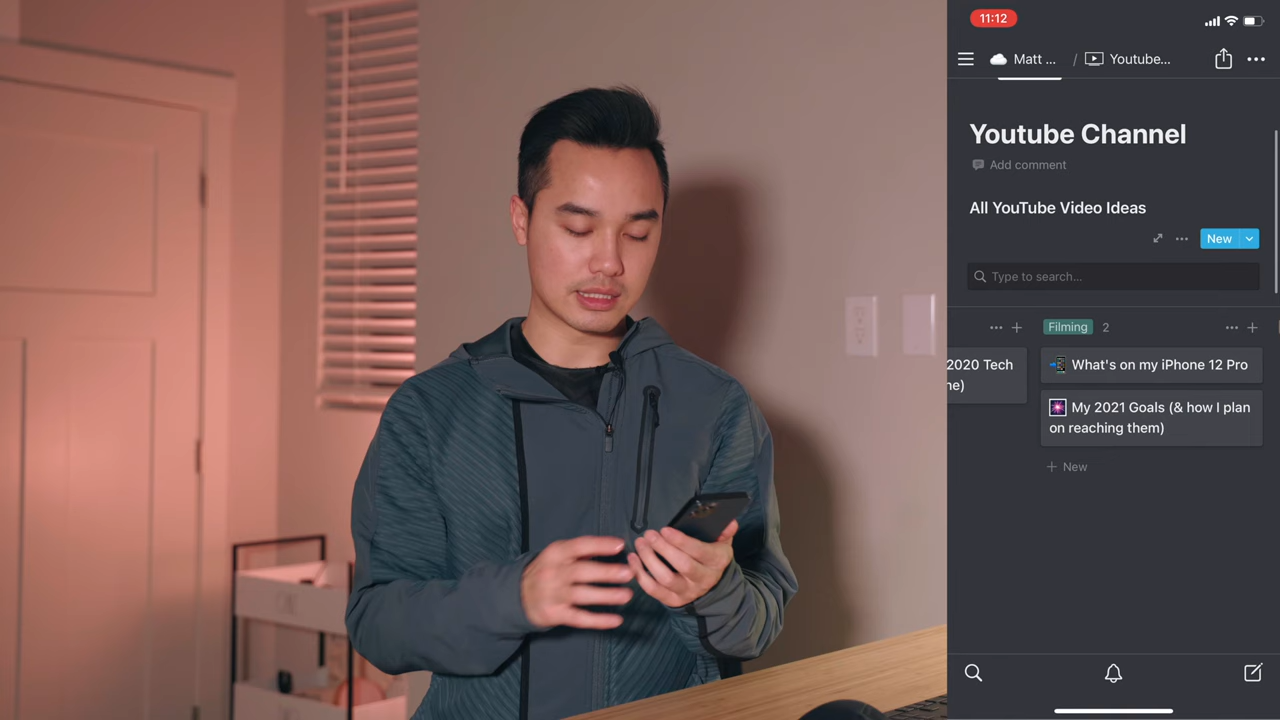 11:12
Matt ... / Youtube...
Youtube Channel
Add comment
All YouTube Video Ideas
New
Type to search...
Filming 2
2020 Tech
ne)
What's on my iPhone 12 Pro
My 2021 Goals (& how I plan
on reaching them)
+ New